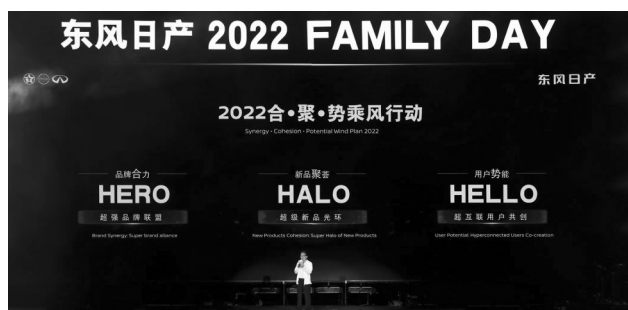 东风日产 2022 FAMILY DAY
东风日产
2022合·聚·势乘风行动
Synergy · Cohesion · Potential Wind Plan 2022
品牌合力
HERO
超强品牌联盟
Brand Synergy: Super brand alliance
新品聚荟
HALO
超级新品光环
New Products Cohesion: Super Halo of New Products
用户势能
HELLO
超互联用户共创
User Potential: Hyperconnected Users Co-creation